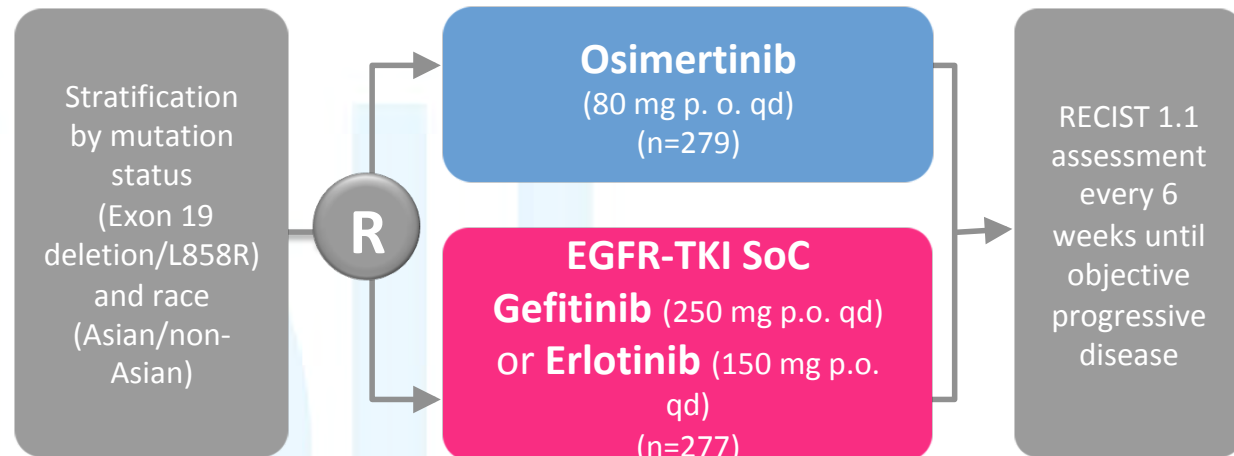 Stratification
by mutation
status
(Exon 19
deletion/L858R)
and race
(Asian/non-
Asian)
R
Osimertinib
(80 mg p. o. qd)
(n=279)
EGFR-TKI SoC
Gefitinib (250 mg p.o. qd)
or Erlotinib (150 mg p.o.
qd)
(n=277)
RECIST 1.1
assessment
every 6
weeks until
objective
progressive
disease